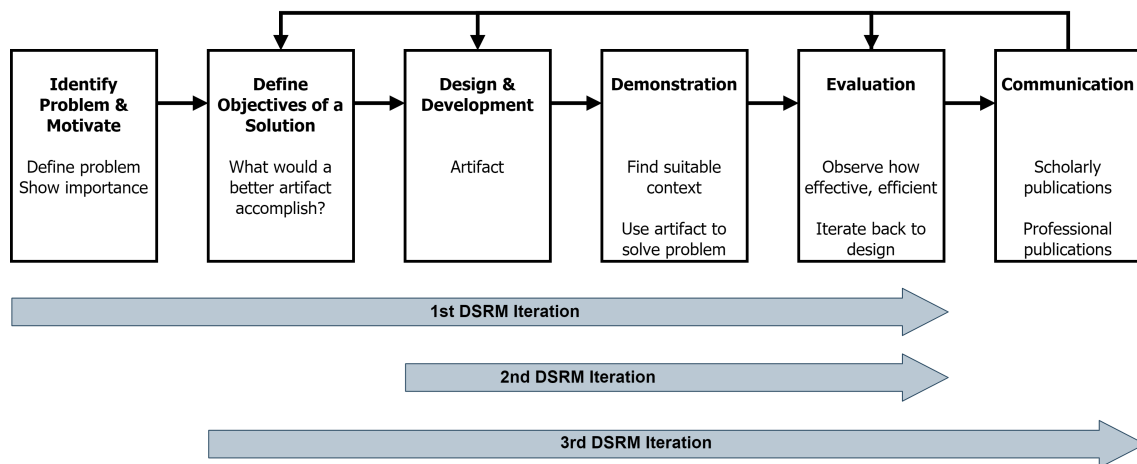 Identify
Problem &
Motivate
Define problem
Show importance
Define
Objectives of a
Solution
What would a
better artifact
accomplish?
Design &
Development
Artifact
Demonstration
Find suitable
context
Use artifact to
solve problem
Evaluation
Observe how
effective, efficient
Iterate back to
design
Communication
Scholarly
publications
Professional
publications
1st DSRM Iteration
2nd DSRM Iteration
3rd DSRM Iteration